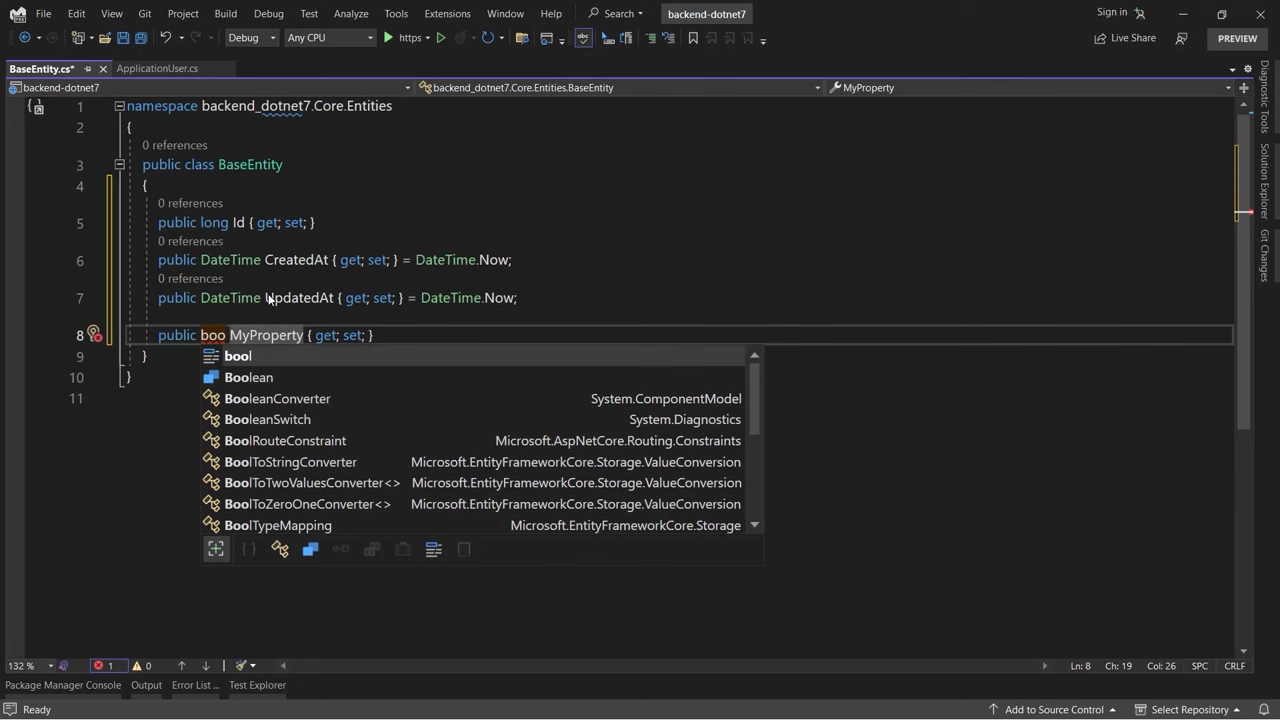 File Edit View Git Project Build Debug Test Analyze Tools Extensions Window Help Search backend-dotnet7 Sign in
Debug Any CPU https Live Share PREVIEW
BaseEntity.cs* ApplicationUser.cs
backend-dotnet7 backend_dotnet7.Core.Entities.BaseEntity MyProperty
1 namespace backend_dotnet7.Core.Entities
2 {
0 references
3 public class BaseEntity
4 {
0 references
5 public long Id { get; set; }
0 references
6 public DateTime CreatedAt { get; set; } = DateTime.Now;
0 references
7 public DateTime UpdatedAt { get; set; } = DateTime.Now;
8 public boo MyProperty { get; set; }
9 }
10 }
11
bool
Boolean
BooleanConverter System.ComponentModel
BooleanSwitch System.Diagnostics
BoolRouteConstraint Microsoft.AspNetCore.Routing.Constraints
BoolToStringConverter Microsoft.EntityFrameworkCore.Storage.ValueConversion
BoolToTwoValuesConverter<> Microsoft.EntityFrameworkCore.Storage.ValueConversion
BoolToZeroOneConverter<> Microsoft.EntityFrameworkCore.Storage.ValueConversion
BoolTypeMapping Microsoft.EntityFrameworkCore.Storage
Diagnostic Tools
Solution Explorer
Git Changes
132 % 1 0 Ln: 8 Ch: 19 Col: 26 SPC CRLF
Package Manager Console Output Error List ... Test Explorer
Ready Add to Source Control Select Repository